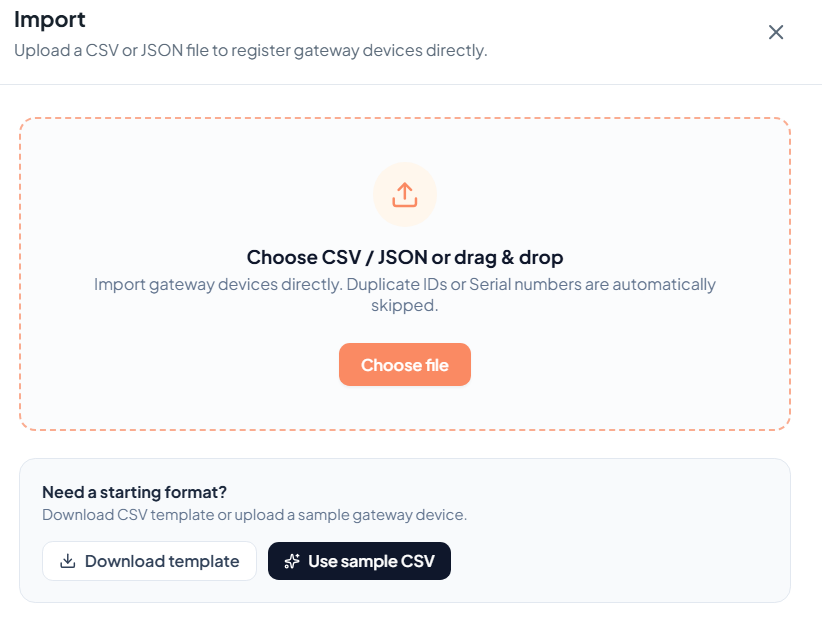 Import
Upload a CSV or JSON file to register gateway devices directly.
Choose CSV / JSON or drag & drop
Import gateway devices directly. Duplicate IDs or Serial numbers are automatically
skipped.
Choose file
Need a starting format?
Download CSV template or upload a sample gateway device.
Download template
Use sample CSV